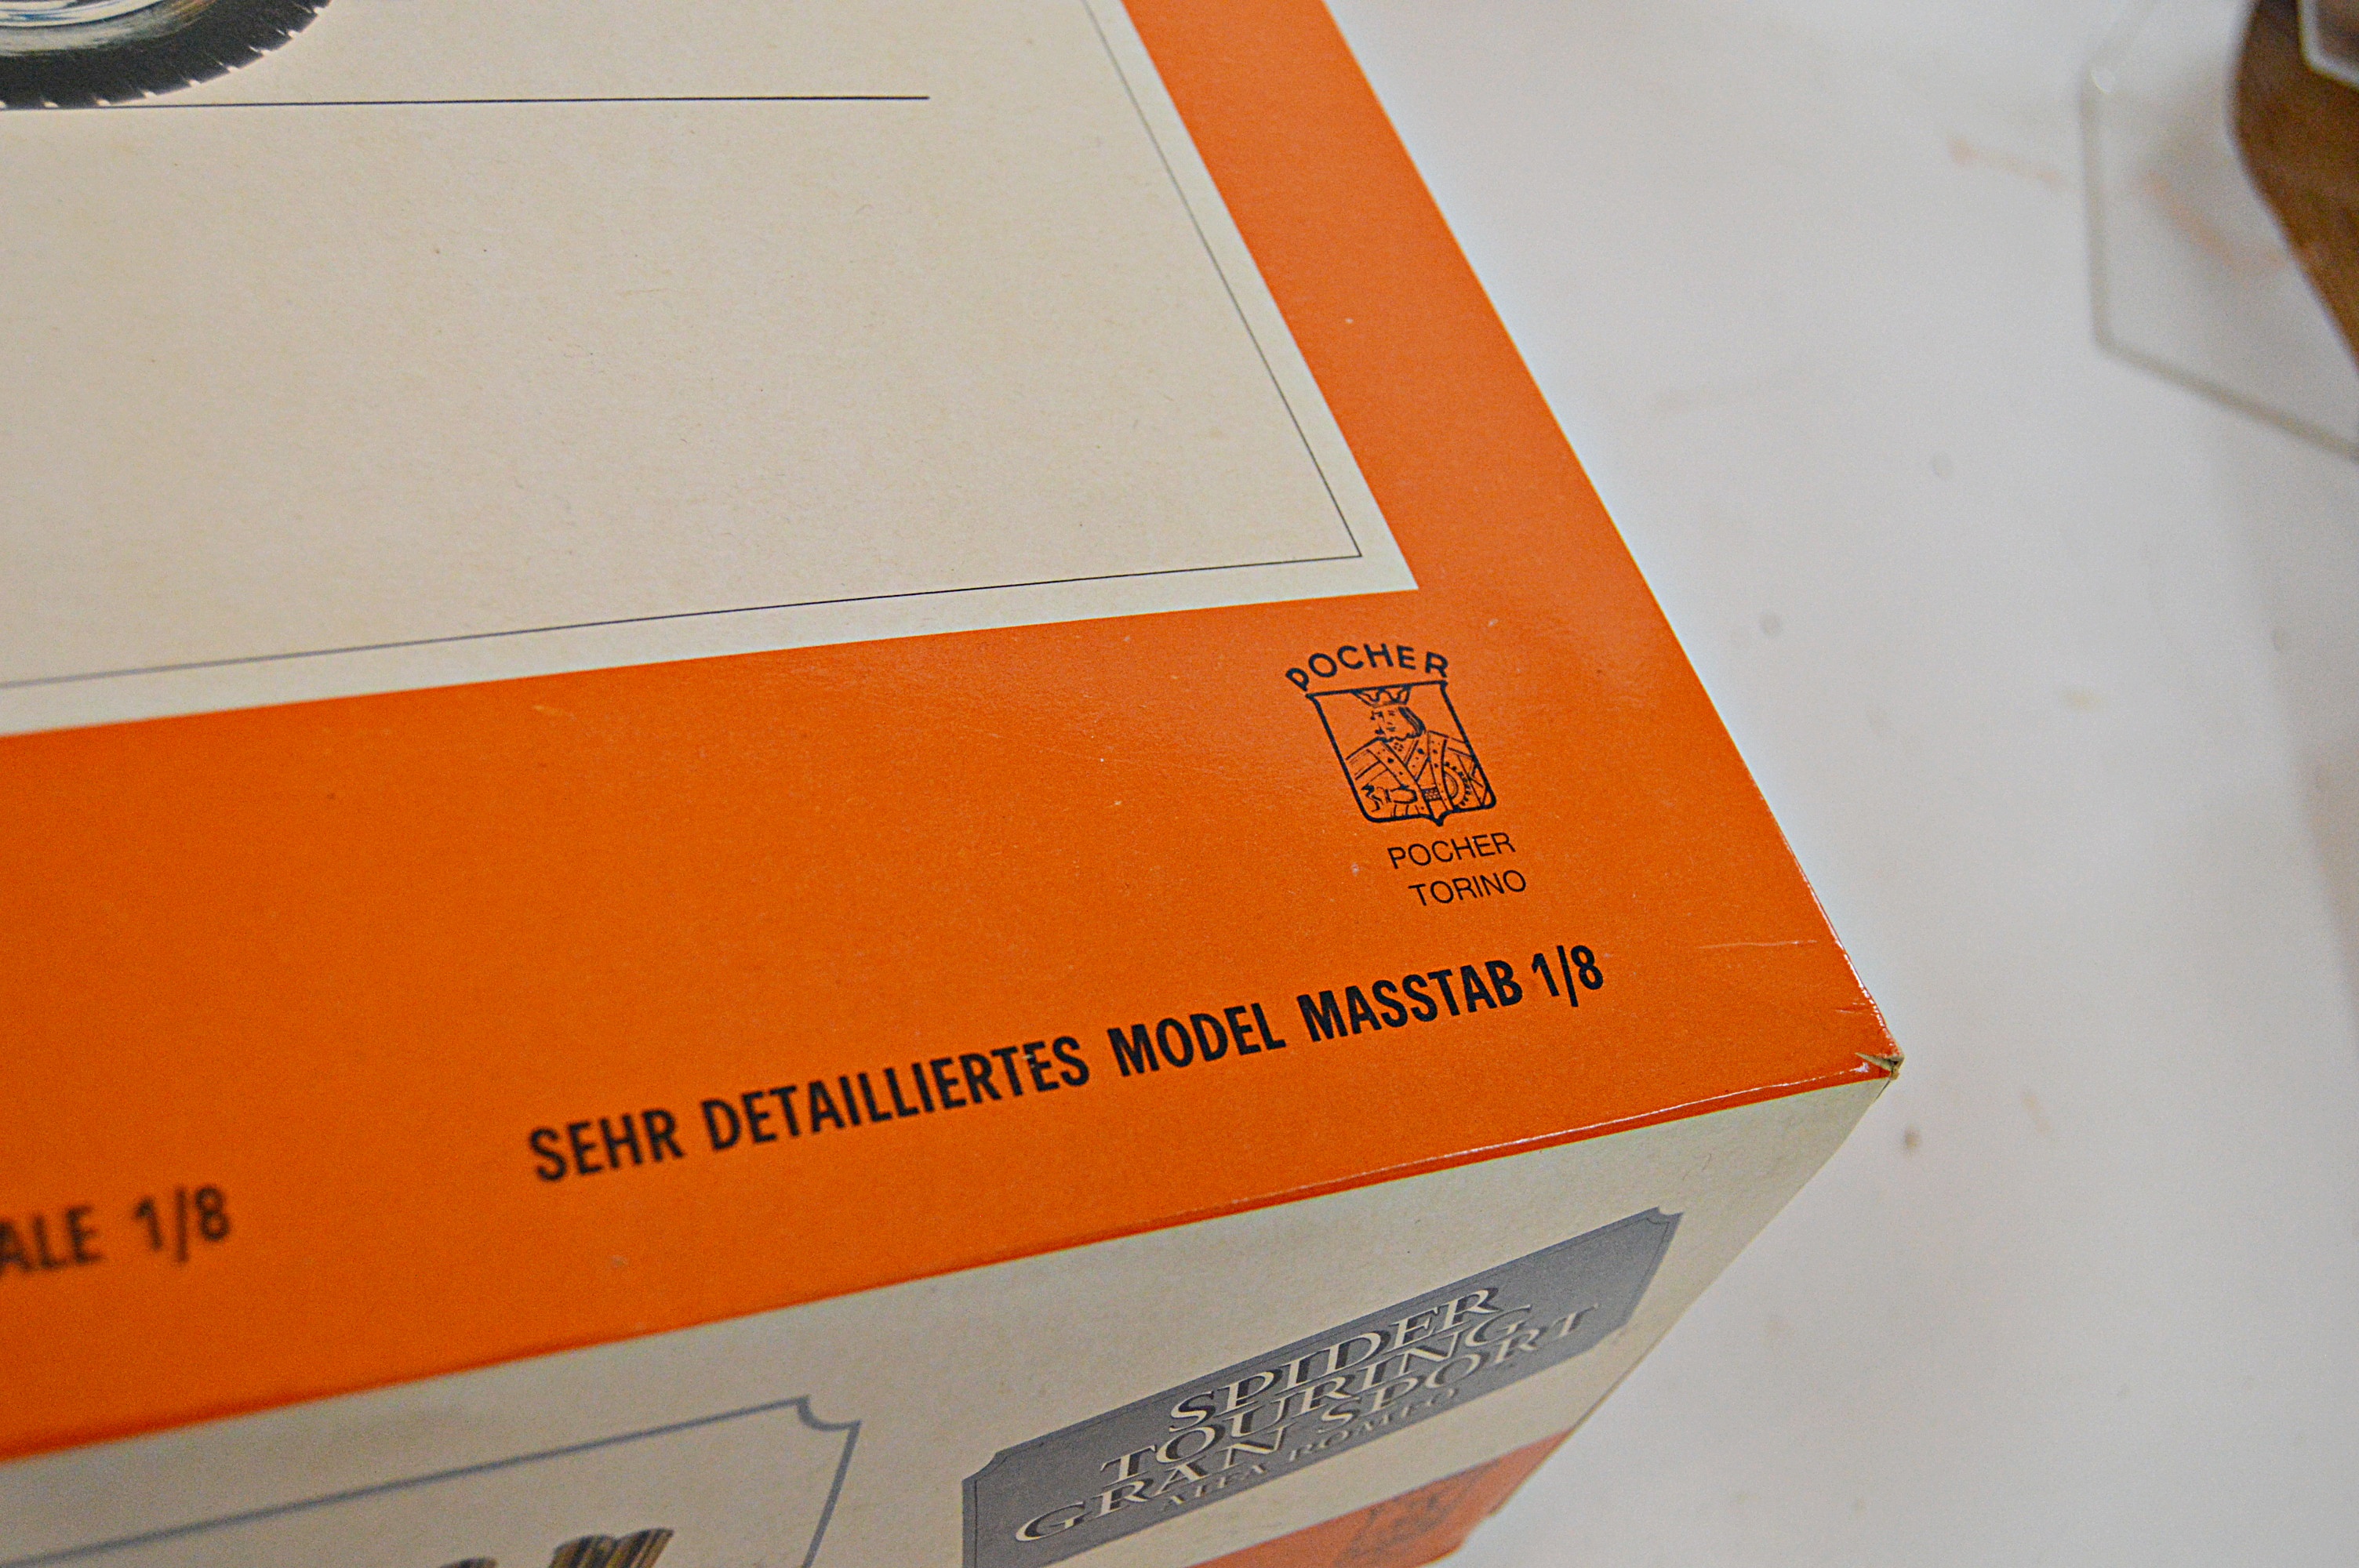 POCHER
POCHER
TORINO
SEHR DETAILLIERTES MODEL MASSTAB 1/8
ALE 1/8
SPIDER
TOURING
GRAN SPORT
ALFA ROMEO